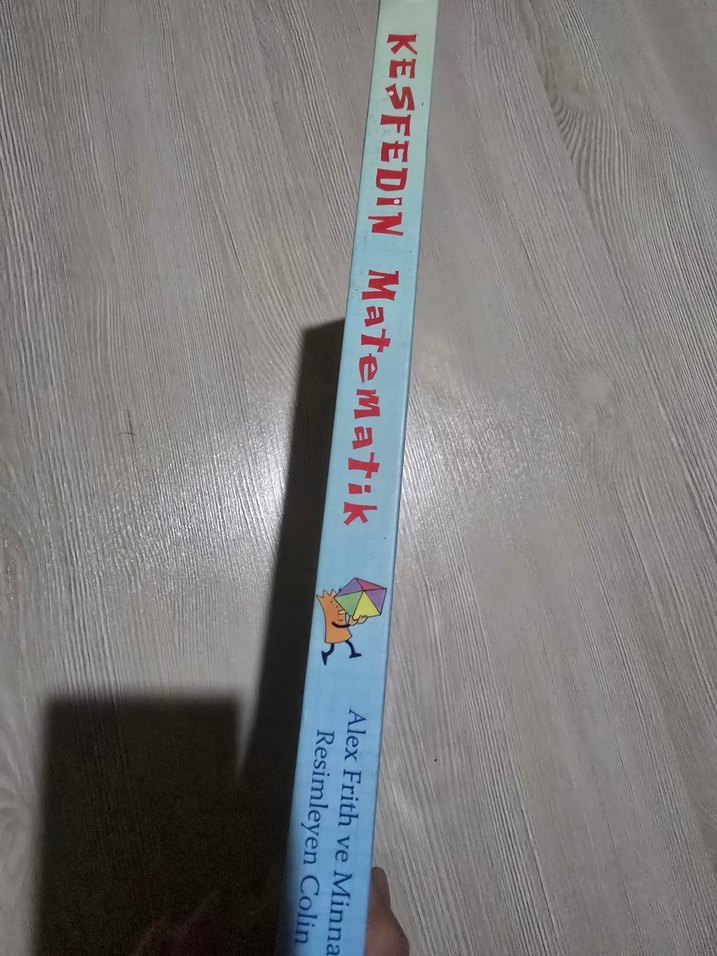 KEŞFEDİN Matematik
Alex Frith ve Minna
Resimleyen Colin